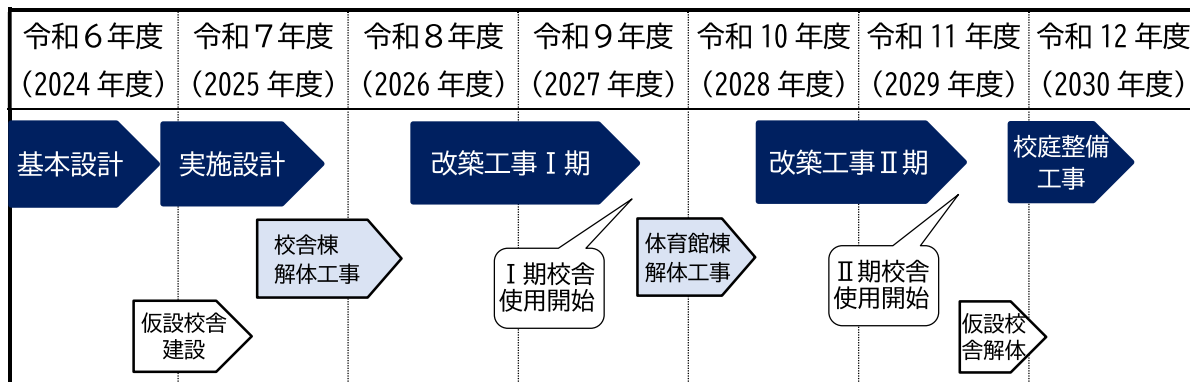 令和６年度
（2024 年度）
令和７年度
（2025 年度）
令和８年度
（2026 年度）
令和９年度
（2027 年度）
令和 10 年度
（2028 年度）
令和 11 年度
（2029 年度）
令和 12 年度
（2030 年度）
基本設計
実施設計
改築工事Ⅰ期
改築工事Ⅱ期
校庭整備
工事
校舎棟
解体工事
Ⅰ期校舎
使用開始
体育館棟
解体工事
Ⅱ期校舎
使用開始
仮設校舎
建設
仮設校
舎解体